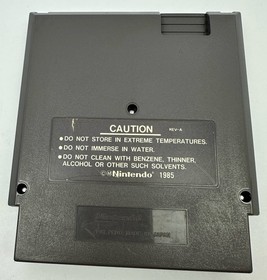 CAUTION REV-A
•DO NOT STORE IN EXTREME TEMPERATURES.
•DO NOT IMMERSE IN WATER.
•DO NOT CLEAN WITH BENZENE, THINNER,
ALCOHOL OR OTHER SUCH SOLVENTS.
©Nintendo 1985